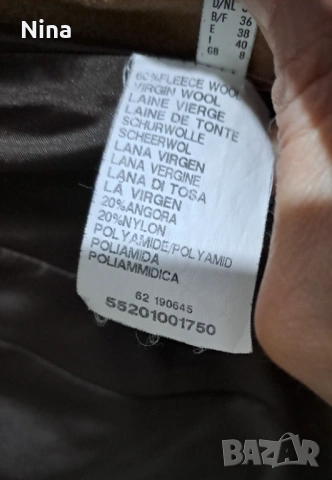 Nina
D/NL
B/F 36
E 38
I 40
GB 8
60%FLEECE WOOL
VIRGIN WOOL
LAINE VIERGE
LAINE DE TONTE
SCHURWOLLE
SCHEERWOL
LANA VIRGEN
LANA VERGINE
LANA DI TOSA
LÃ VIRGEN
20%ANGORA
20%NYLON
POLYAMIDE/POLYAMID
POLIAMIDA
POLIAMMIDICA
62 190645
55201001750
BAZAR
bg